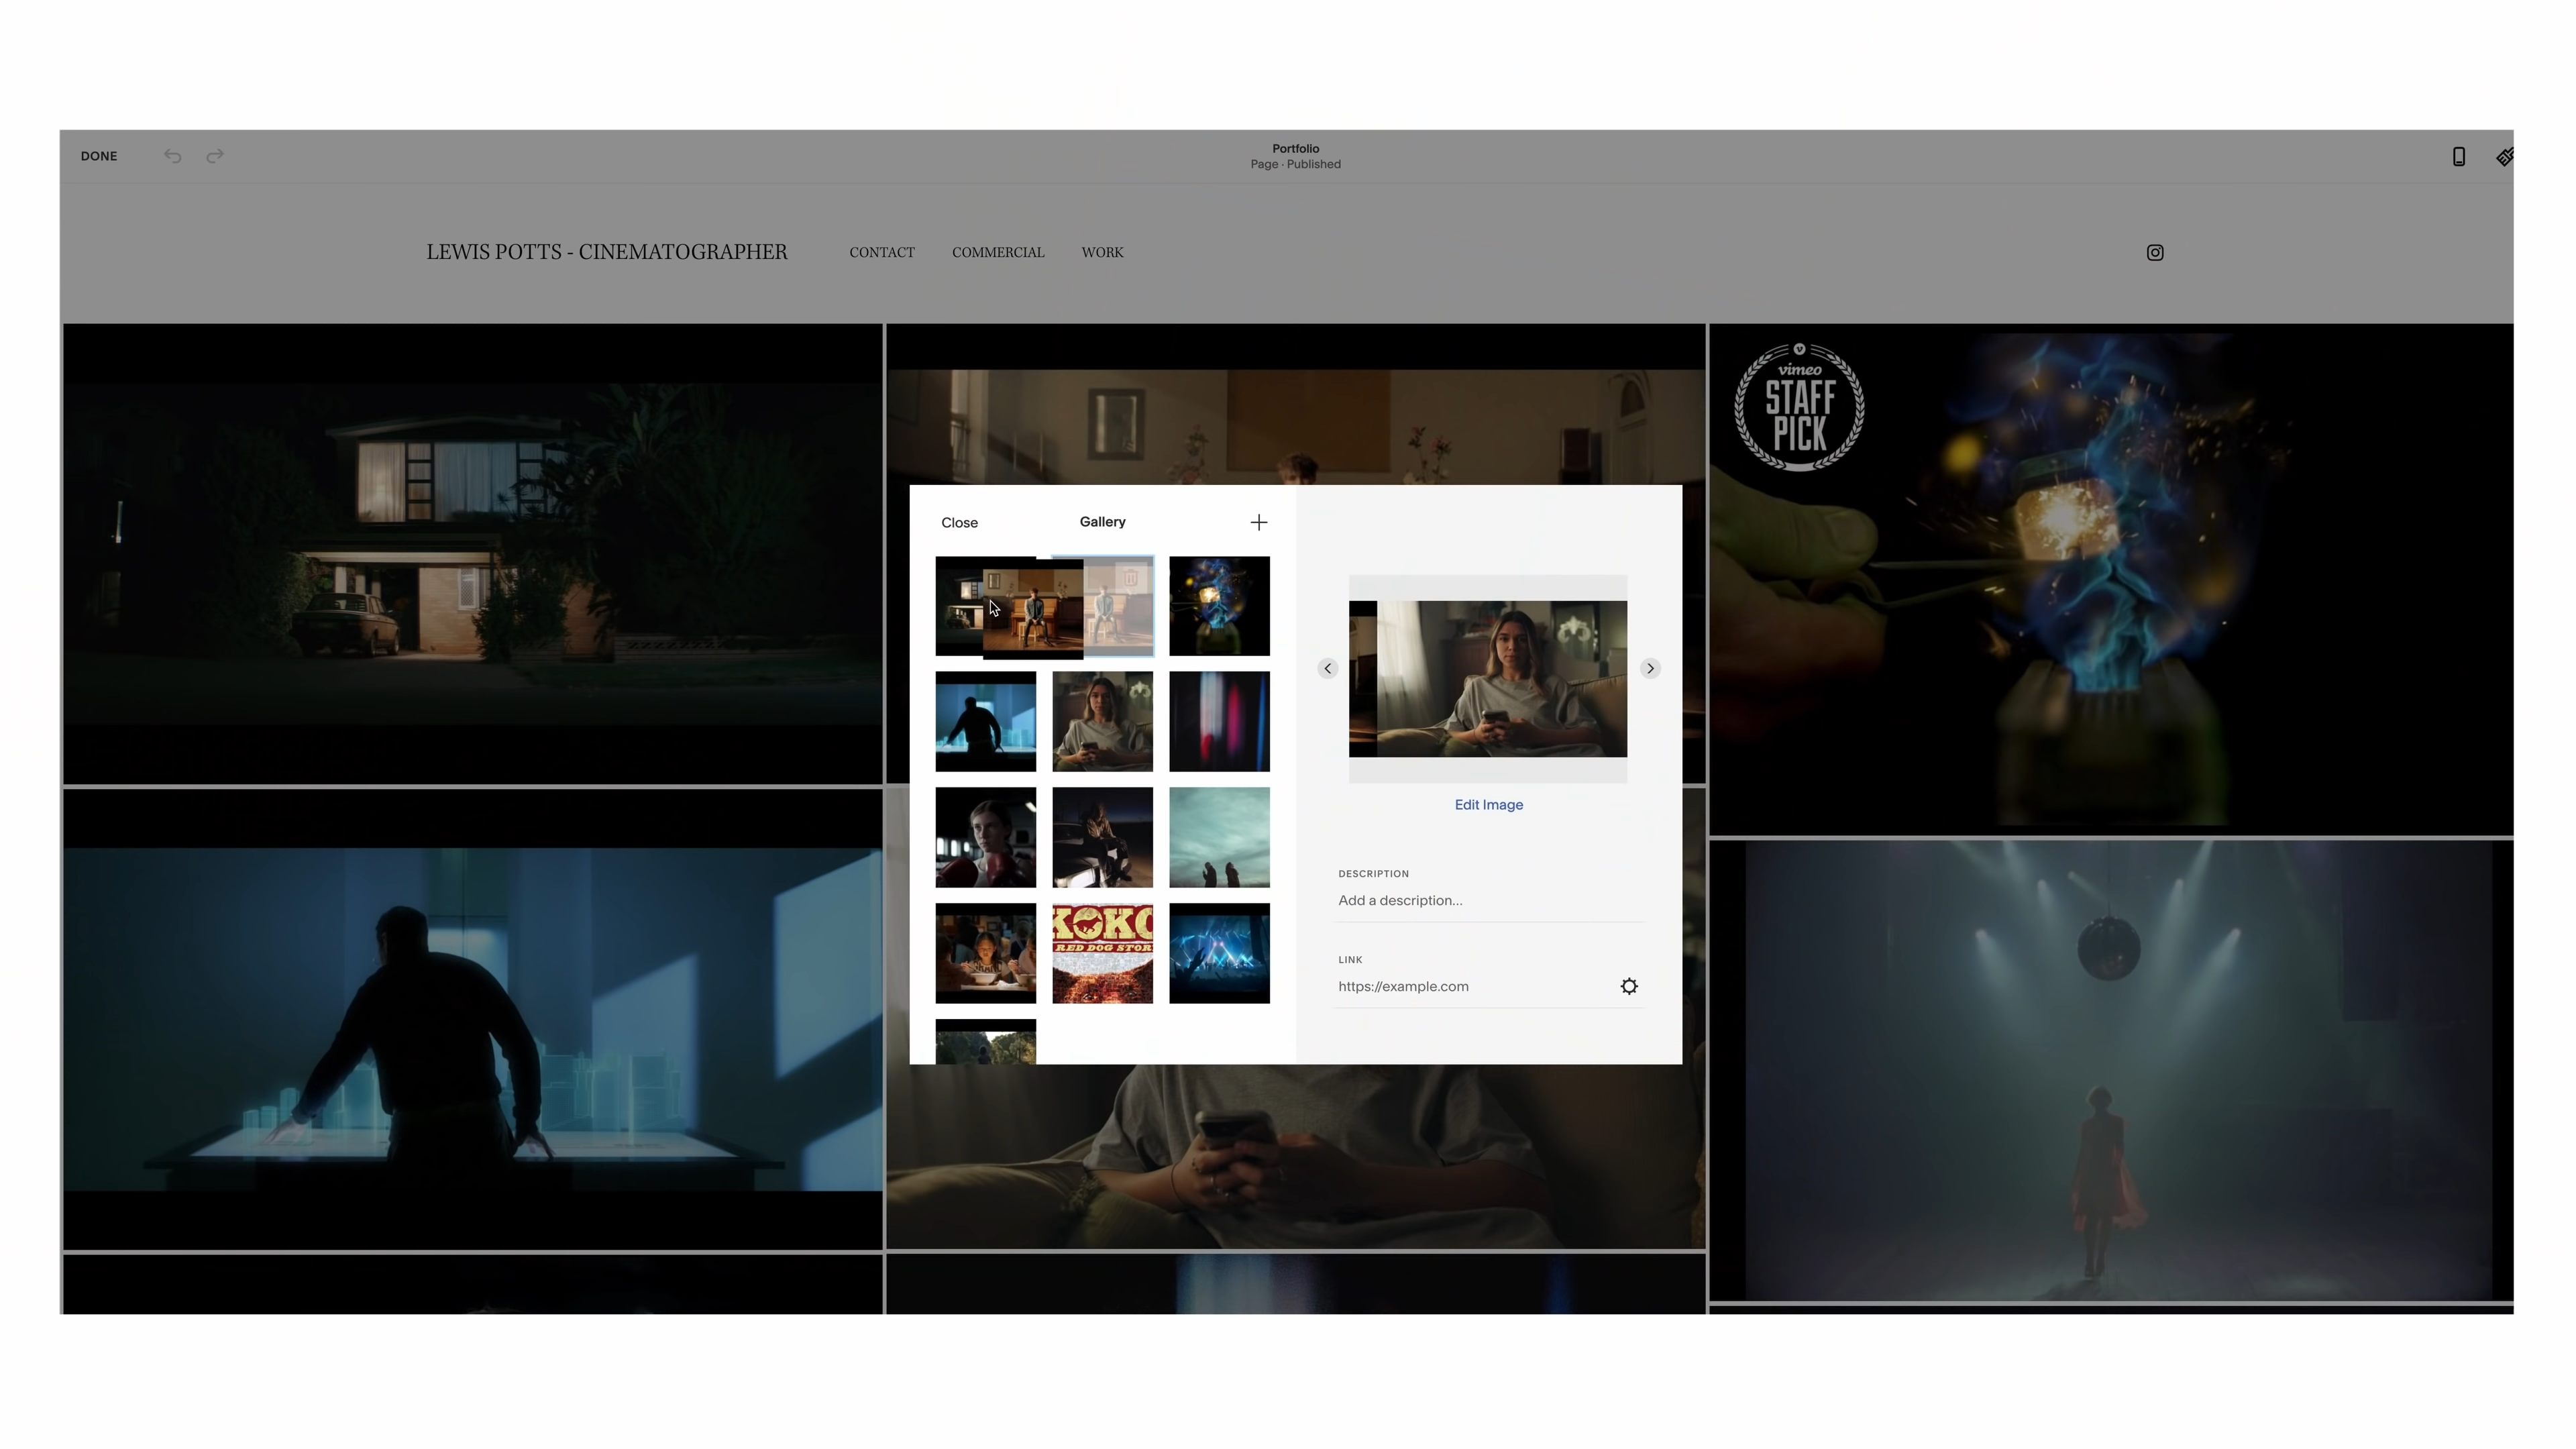 DONE
Portfolio
Page · Published
LEWIS POTTS - CINEMATOGRAPHER
CONTACT
COMMERCIAL
WORK
vimeo
STAFF
PICK
Close
Gallery
KOKO
RED DOG STOR
Edit Image
DESCRIPTION
Add a description...
LINK
https://example.com